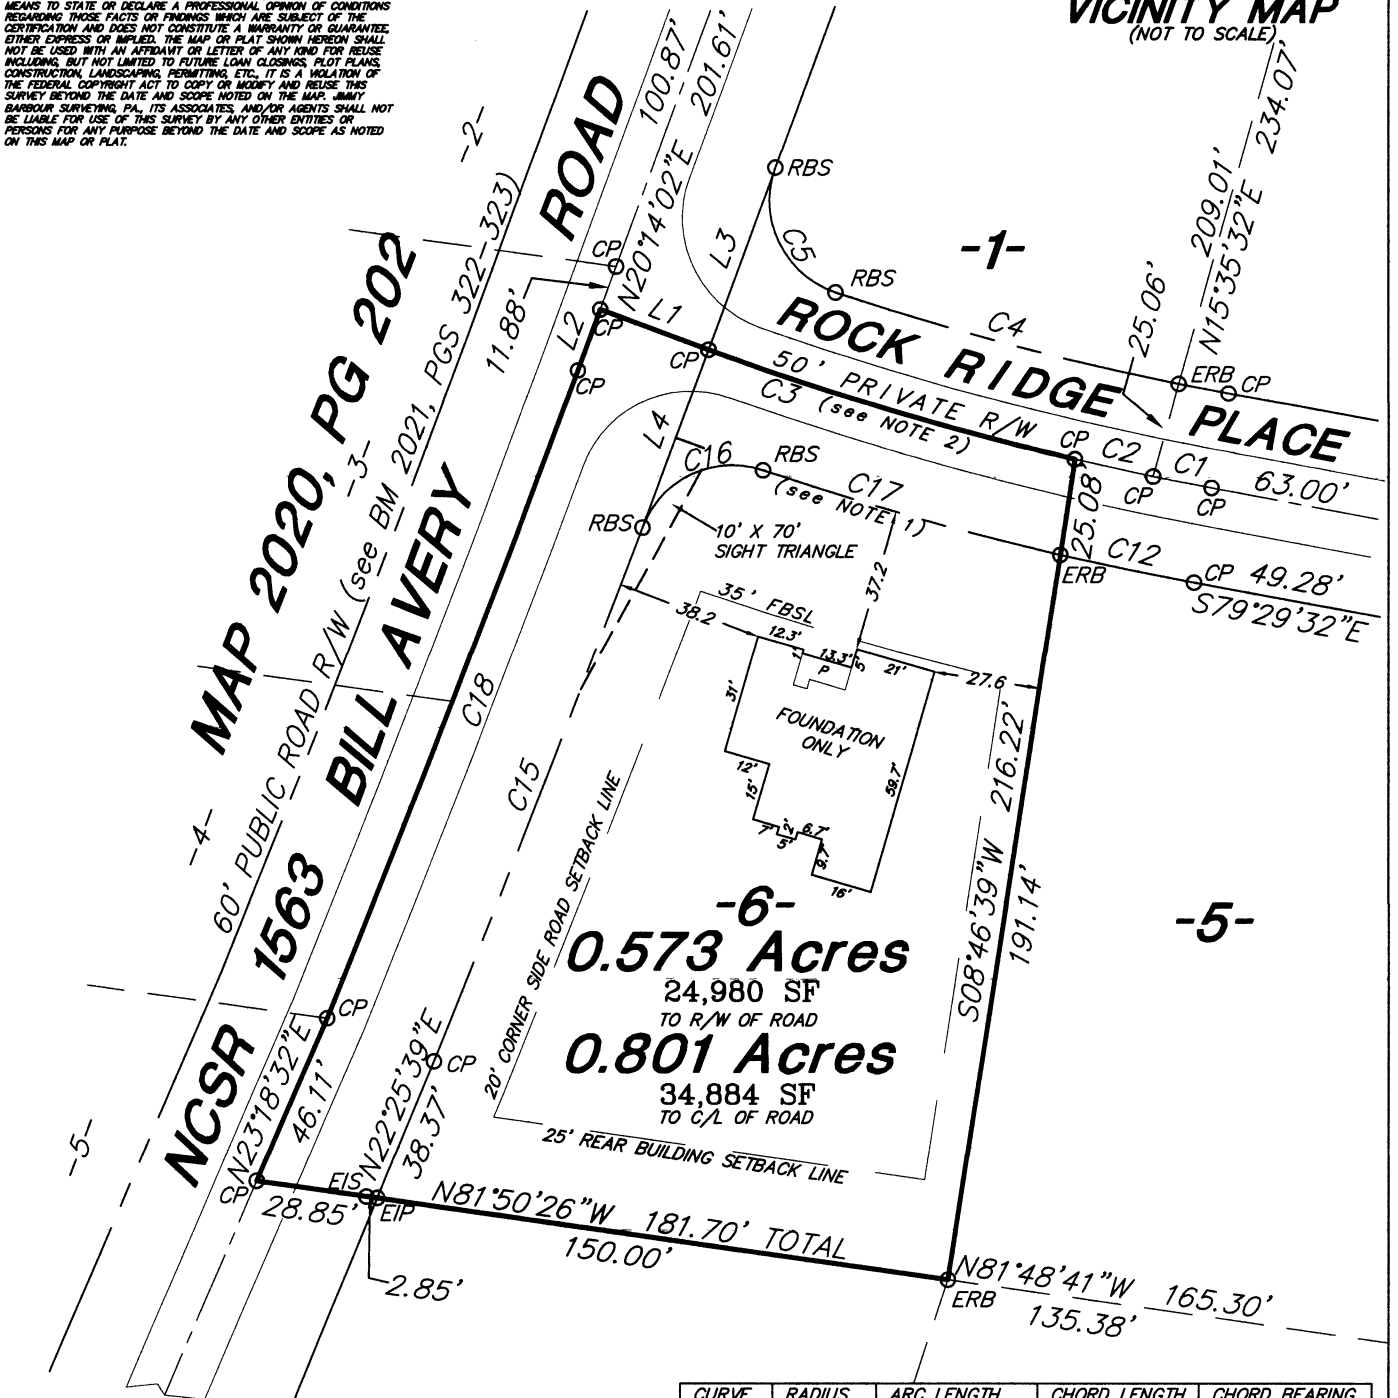 MEANS TO STATE OR DECLARE A PROFESSIONAL OPINION OF CONDITIONS
REGARDING THOSE FACTS OR FINDINGS WHICH ARE SUBJECT OF THE
CERTIFICATION AND DOES NOT CONSTITUTE A WARRANTY OR GUARANTEE,
EITHER EXPRESS OR IMPLIED. THE MAP OR PLAT SHOWN HEREON SHALL
NOT BE USED WITH AN AFFIDAVIT OR LETTER OF ANY KIND FOR REUSE
INCLUDING, BUT NOT LIMITED TO FUTURE LOAN CLOSINGS, PLOT PLANS,
CONSTRUCTION, LANDSCAPING, PERMITTING, ETC., IT IS A VIOLATION OF
THE FEDERAL COPYRIGHT ACT TO COPY OR MODIFY AND REUSE THIS
SURVEY BEYOND THE DATE AND SCOPE NOTED ON THE MAP. JIMMY
BARBOUR SURVEYING, PA., ITS ASSOCIATES, AND/OR AGENTS SHALL NOT
BE LIABLE FOR USE OF THIS SURVEY BY ANY OTHER ENTITIES OR
PERSONS FOR ANY PURPOSE BEYOND THE DATE AND SCOPE AS NOTED
ON THIS MAP OR PLAT.
VICINITY MAP
(NOT TO SCALE)
-2-
100.87'
N20°14'02"E 201.61'
209.01'
N15°35'32"E 234.07'
25.06'
RBS
C5
RBS
-1-
C4
L3
CP
11.88'
L1
CP
L2
CP
CP
ROCK RIDGE PLACE
50' PRIVATE R/W
C3 (see NOTE 2)
ERB
CP
CP
C2
C1
63.00'
CP
CP
MAP 2020, PG 202
-3-
60' PUBLIC ROAD R/W (see BM 2021, PGS 322-323)
NCSR 1563 BILL AVERY ROAD
L4
C16
RBS
C17
(see NOTE 1)
RBS
10' X 70'
SIGHT TRIANGLE
25.08'
ERB
C12
CP
49.28'
S79°29'32"E
35' FBSL
38.2
37.2
12.3'
1'
13.3'
P
5'
21'
27.6
31'
FOUNDATION
ONLY
12'
15'
59.7'
7'
2'
5'
6.7'
9.7'
16'
C18
C15
-4-
20' CORNER SIDE ROAD SETBACK LINE
S08°46'39"W 216.22'
191.14'
-6-
0.573 Acres
24,980 SF
TO R/W OF ROAD
0.801 Acres
34,884 SF
TO C/L OF ROAD
-5-
CP
N23°18'32"E
46.11'
CP
N22°25'39"E
38.37'
-5-
25' REAR BUILDING SETBACK LINE
CP
28.85'
EIS
EIP
2.85'
N81°50'26"W 181.70' TOTAL
150.00'
ERB
N81°48'41"W 165.30'
135.38'
CURVE RADIUS ARC LENGTH CHORD LENGTH CHORD BEARING